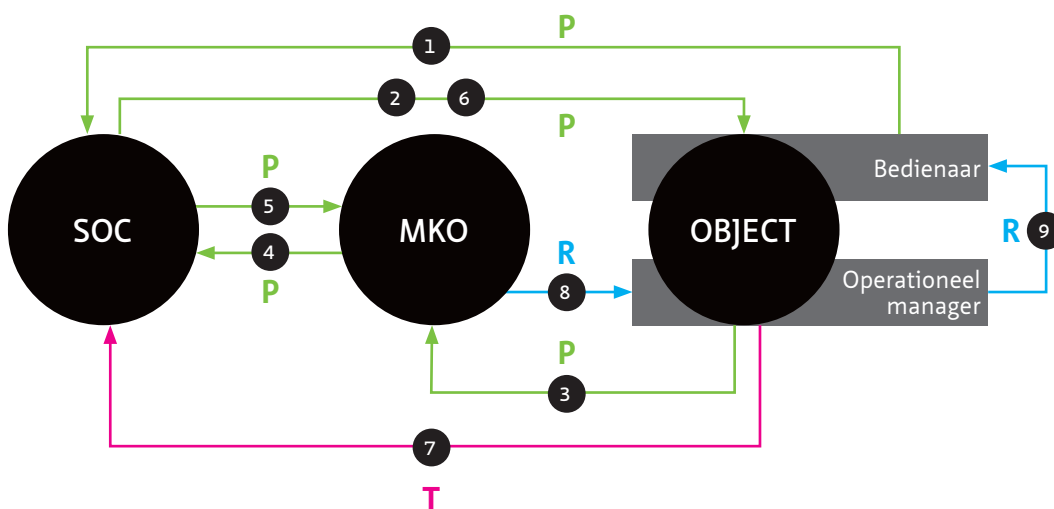 P
1
2
6
P
Bedienaar
P
5
SOC
MKO
OBJECT
R
9
4
P
R
8
Operationeel
manager
P
3
7
T